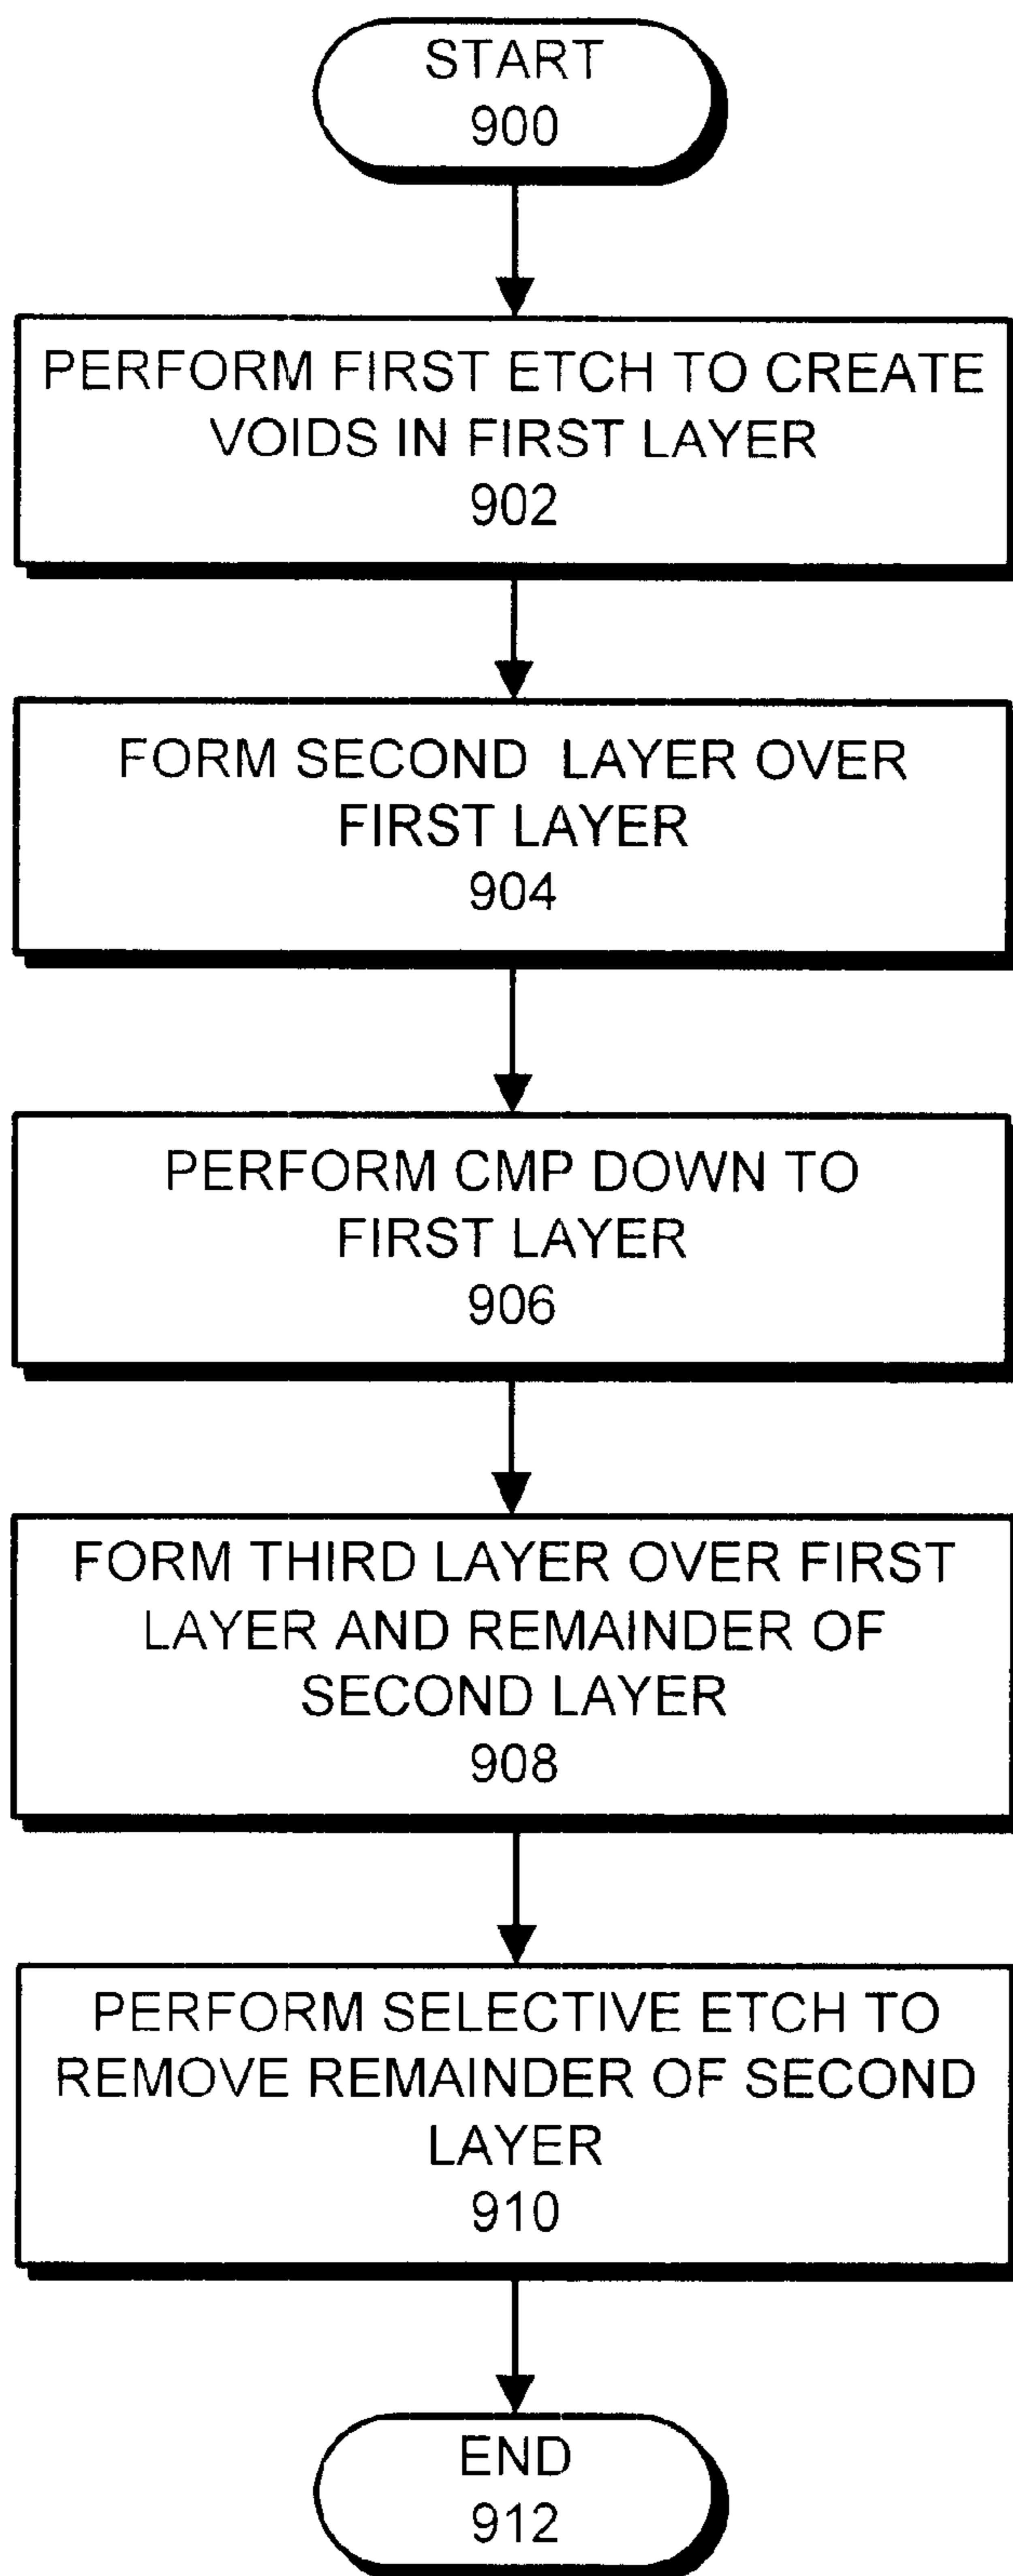 START
900
PERFORM FIRST ETCH TO CREATE
VOIDS IN FIRST LAYER
902
FORM SECOND LAYER OVER
FIRST LAYER
904
PERFORM CMP DOWN TO
FIRST LAYER
906
FORM THIRD LAYER OVER FIRST
LAYER AND REMAINDER OF
SECOND LAYER
908
PERFORM SELECTIVE ETCH TO
REMOVE REMAINDER OF SECOND
LAYER
910
END
912